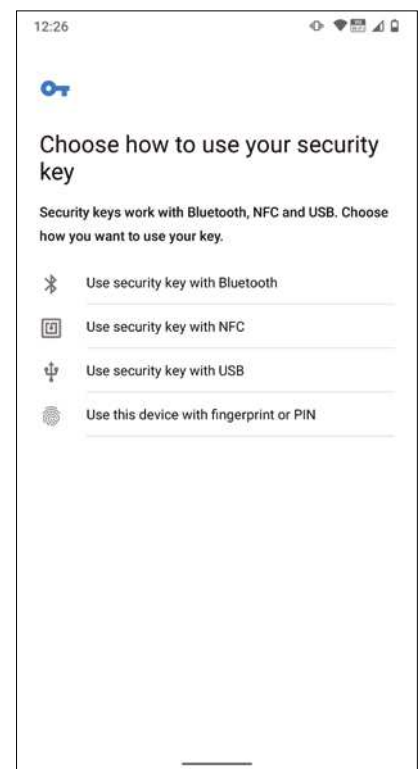 12:26
Choose how to use your security
key
Security keys work with Bluetooth, NFC and USB. Choose
how you want to use your key.
Use security key with Bluetooth
Use security key with NFC
Use security key with USB
Use this device with fingerprint or PIN